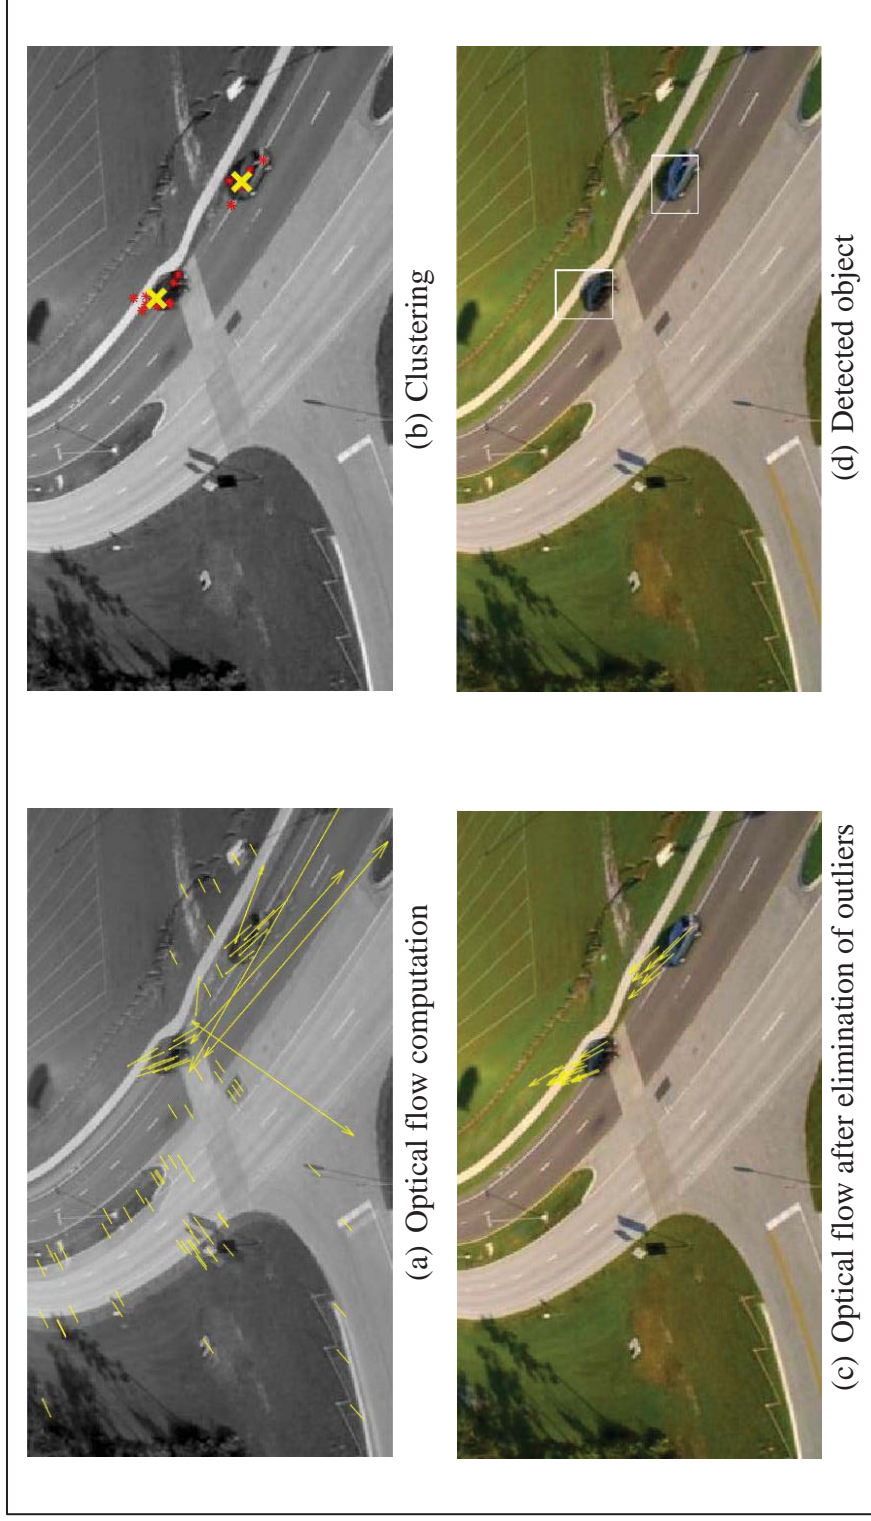 (a) Optical flow computation
(b) Clustering
(c) Optical flow after elimination of outliers
(d) Detected object